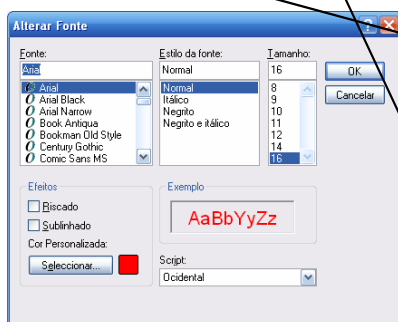 Alterar Fonte
Fonte: Estilo da fonte: Tamanho:
Arial Normal 16 OK
Arial Normal 8 Cancelar
Arial Black Itálico 9
Arial Narrow Negrito 10
Book Antiqua Negrito e itálico 11
Bookman Old Style 12
Century Gothic 14
Comic Sans MS 16
Efeitos Exemplo
Riscado AaBbYyZz
Sublinhado
Cor Personalizada: Script:
Seleccionar... Ocidental